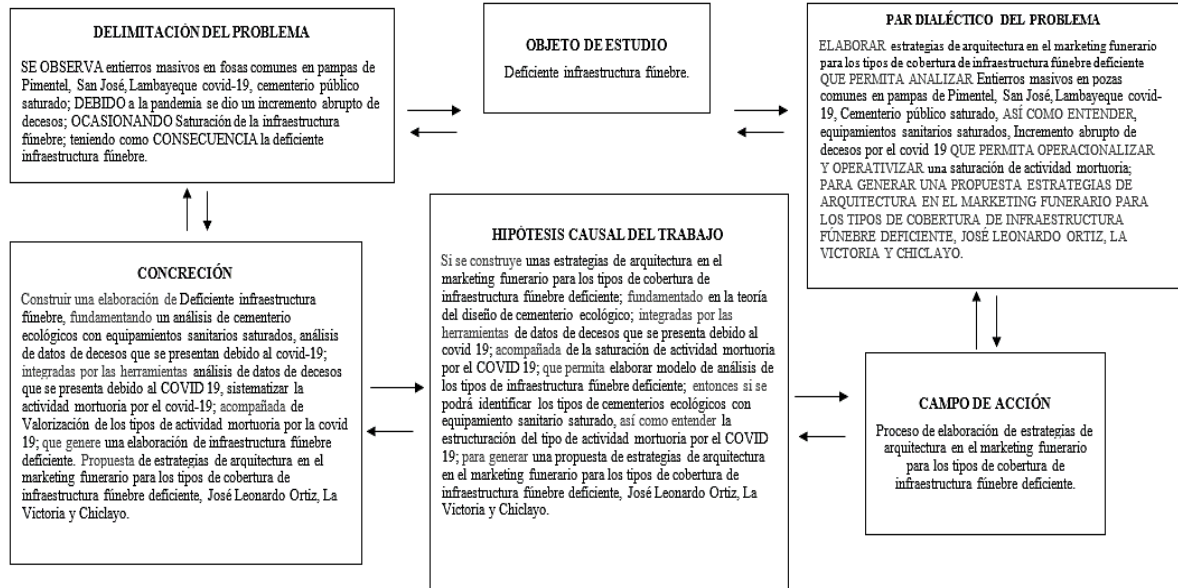 DELIMITACIÓN DEL PROBLEMA
SE OBSERVA entierros masivos en fosas comunes en pampas de
Pimentel, San José, Lambayeque covid-19, cementerio público
saturado; DEBIDO a la pandemia se dio un incremento abrupto de
decesos; OCASIONANDO Saturación de la infraestructura
fúnebre; teniendo como CONSECUENCIA la deficiente
infraestructura fúnebre.
OBJETO DE ESTUDIO
Deficiente infraestructura fúnebre.
PAR DIALÉCTICO DEL PROBLEMA
ELABORAR estrategias de arquitectura en el marketing funerario
para los tipos de cobertura de infraestructura fúnebre deficiente
QUE PERMITA ANALIZAR Entierros masivos en pozas
comunes en pampas de Pimentel, San José, Lambayeque covid-
19, Cementerio público saturado, ASÍ COMO ENTENDER,
equipamientos sanitarios saturados, Incremento abrupto de
decesos por el covid 19 QUE PERMITA OPERACIONALIZAR
Y OPERATIVIZAR una saturación de actividad mortuoria;
PARA GENERAR UNA PROPUESTA ESTRATEGIAS DE
ARQUITECTURA EN EL MARKETING FUNERARIO PARA
LOS TIPOS DE COBERTURA DE INFRAESTRUCTURA
FÚNEBRE DEFICIENTE, JOSÉ LEONARDO ORTIZ, LA
VICTORIA Y CHICLAYO.
CONCRECIÓN
Construir una elaboración de Deficiente infraestructura
fúnebre, fundamentando un análisis de cementerio
ecológicos con equipamientos sanitarios saturados, análisis
de datos de decesos que se presentan debido al covid-19;
integradas por las herramientas análisis de datos de decesos
que se presenta debido al COVID 19, sistematizar la
actividad mortuoria por el covid-19; acompañada de
Valorización de los tipos de actividad mortuoria por la covid
19; que genere una elaboración de infraestructura fúnebre
deficiente. Propuesta de estrategias de arquitectura en el
marketing funerario para los tipos de cobertura de
infraestructura fúnebre deficiente, José Leonardo Ortiz, La
Victoria y Chiclayo.
HIPÓTESIS CAUSAL DEL TRABAJO
Si se construye unas estrategias de arquitectura en el
marketing funerario para los tipos de cobertura de
infraestructura fúnebre deficiente; fundamentado en la teoría
del diseño de cementerio ecológico; integradas por las
herramientas de datos de decesos que se presenta debido al
covid 19; acompañada de la saturación de actividad mortuoria
por el COVID 19; que permita elaborar modelo de análisis de
los tipos de infraestructura fúnebre deficiente; entonces si se
podrá identificar los tipos de cementerios ecológicos con
equipamiento sanitario saturado, así como entender la
estructuración del tipo de actividad mortuoria por el COVID
19; para generar una propuesta de estrategias de arquitectura
en el marketing funerario para los tipos de cobertura de
infraestructura fúnebre deficiente, José Leonardo Ortiz, La
Victoria y Chiclayo.
CAMPO DE ACCIÓN
Proceso de elaboración de estrategias de
arquitectura en el marketing funerario
para los tipos de cobertura de
infraestructura fúnebre deficiente.